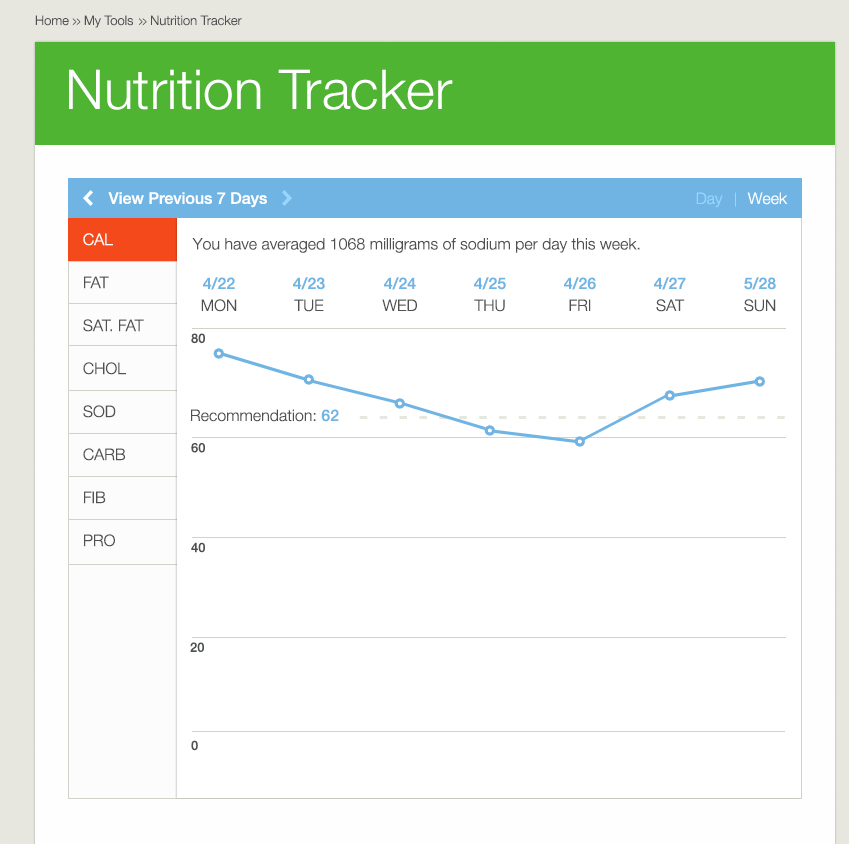 Home » My Tools » Nutrition Tracker
Nutrition Tracker
View Previous 7 Days
Day | Week
CAL
FAT
SAT. FAT
CHOL
SOD
CARB
FIB
PRO
You have averaged 1068 milligrams of sodium per day this week.
4/22 4/23 4/24 4/25 4/26 4/27 5/28
MON TUE WED THU FRI SAT SUN
80
Recommendation: 62
60
40
20
0